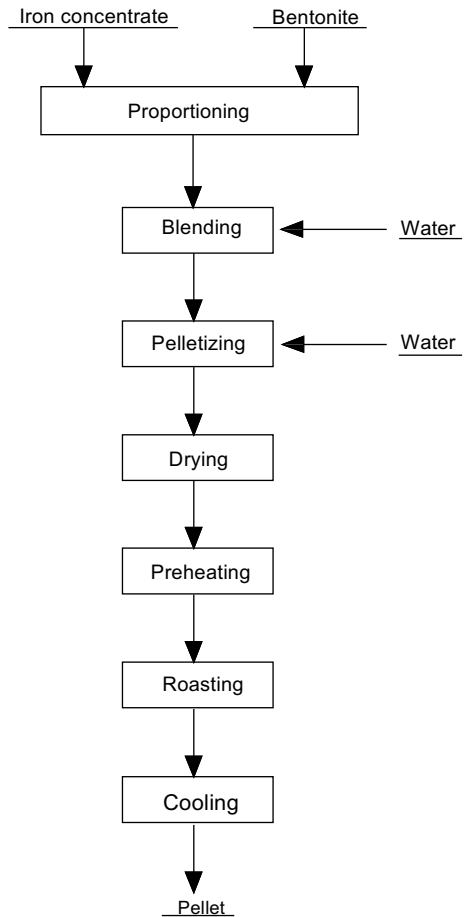 Iron concentrate
Bentonite
Proportioning
Blending
Water
Pelletizing
Water
Drying
Preheating
Roasting
Cooling
Pellet